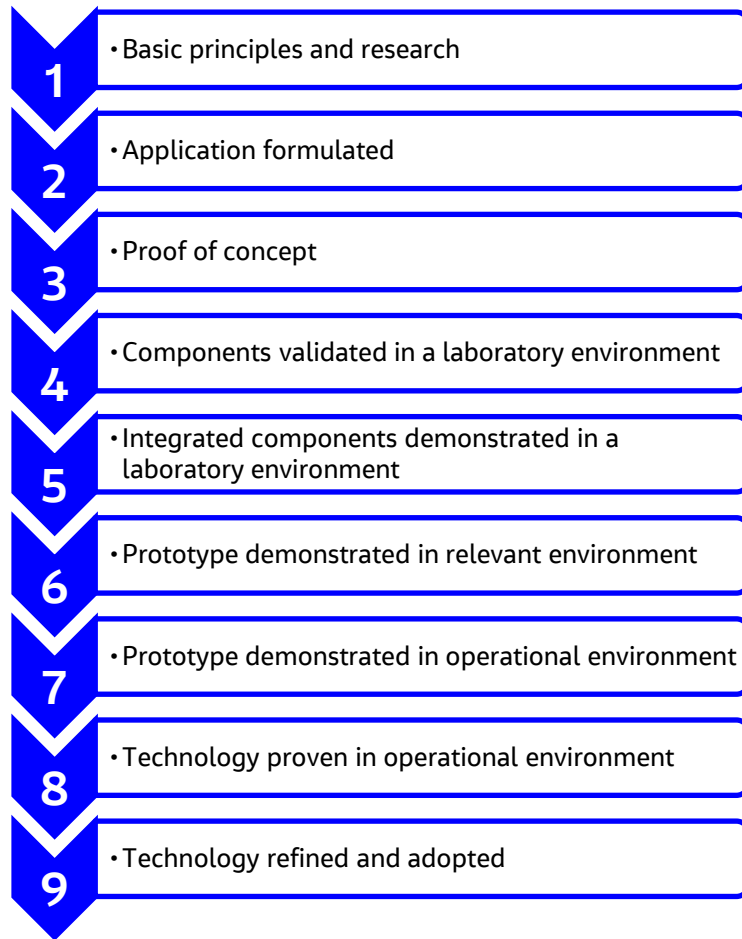 1
• Basic principles and research
2
• Application formulated
3
• Proof of concept
4
• Components validated in a laboratory environment
5
• Integrated components demonstrated in a
laboratory environment
6
• Prototype demonstrated in relevant environment
7
• Prototype demonstrated in operational environment
8
• Technology proven in operational environment
9
• Technology refined and adopted